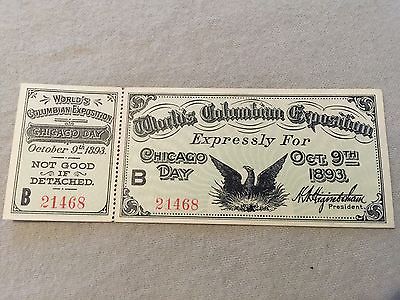 WORLD'S
COLUMBIAN EXPOSITION
CHICAGO DAY
October 9th 1893.
NOT GOOD
IF
DETACHED.
B 21468
World's Columbian Exposition
Expressly For
CHICAGO DAY
OCT. 9TH 1893.
B
21468
H.N. Higinbotham
President.